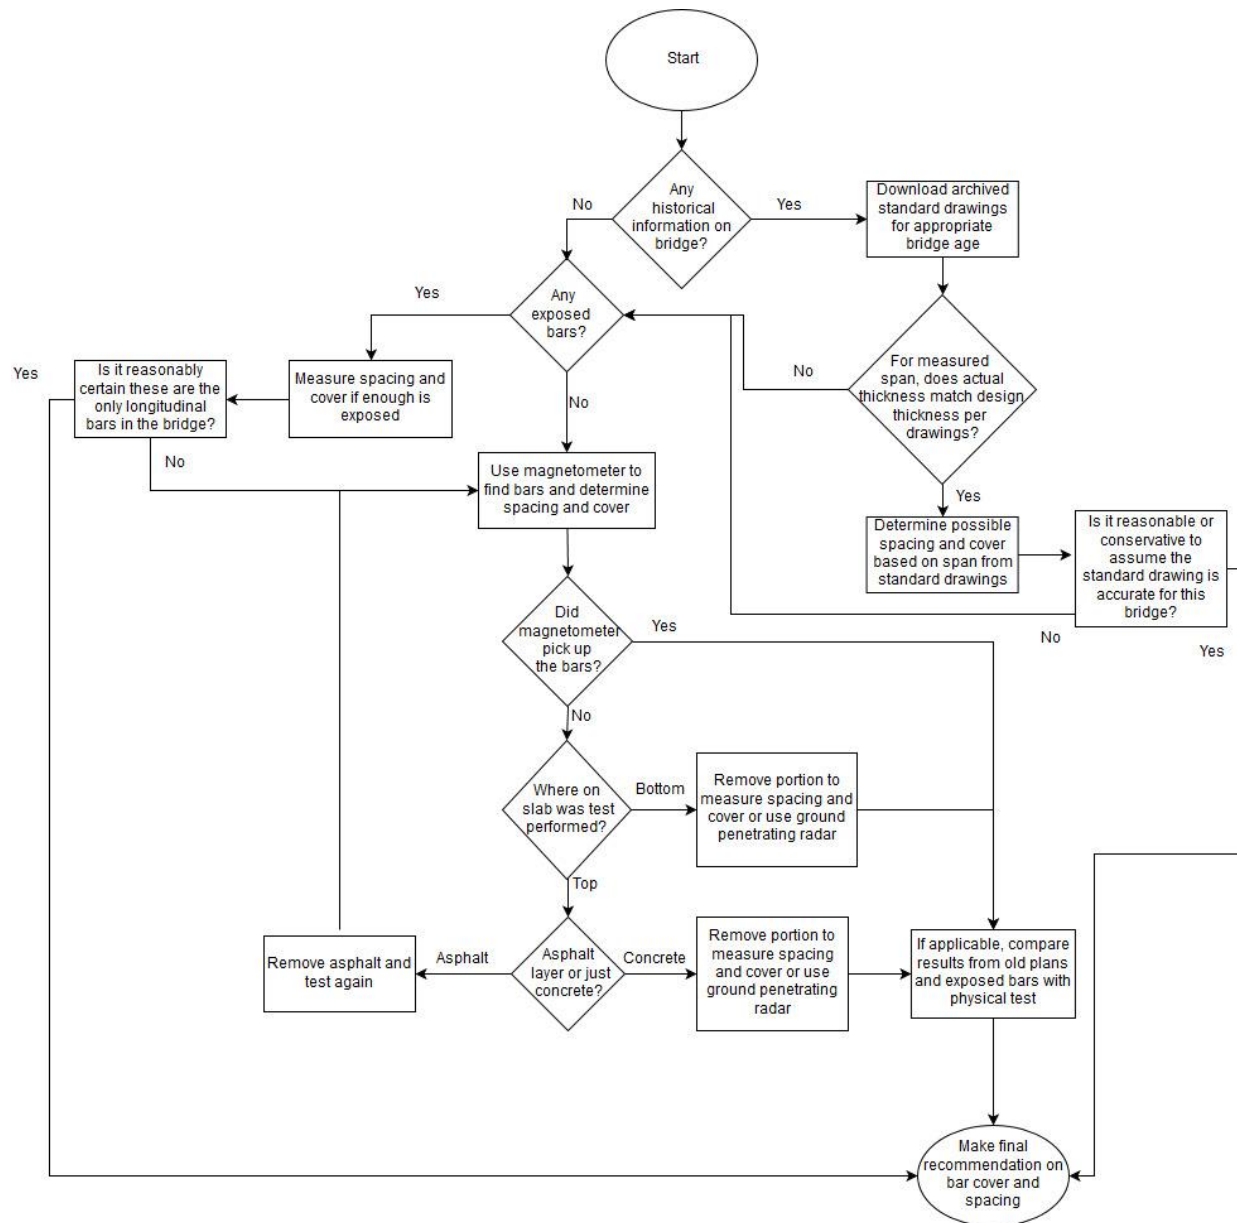 Start
Any
historical
information on
bridge?
No
Yes
Download archived
standard drawings
for appropriate
bridge age
Any
exposed
bars?
Yes
No
For measured
span, does actual
thickness match design
thickness per
drawings?
No
Yes
Measure spacing and
cover if enough is
exposed
Is it reasonably
certain these are the
only longitudinal
bars in the bridge?
Yes
No
Use magnetometer to
find bars and determine
spacing and cover
Determine possible
spacing and cover
based on span from
standard drawings
Is it reasonable or
conservative to
assume the
standard drawing is
accurate for this
bridge?
No
Yes
Did
magnetometer
pick up
the bars?
Yes
No
Where on
slab was test
performed?
Bottom
Top
Remove portion to
measure spacing and
cover or use ground
penetrating radar
Asphalt
layer or just
concrete?
Asphalt
Concrete
Remove asphalt and
test again
Remove portion to
measure spacing
and cover or use
ground penetrating
radar
If applicable, compare
results from old plans
and exposed bars with
physical test
Make final
recommendation on
bar cover and
spacing